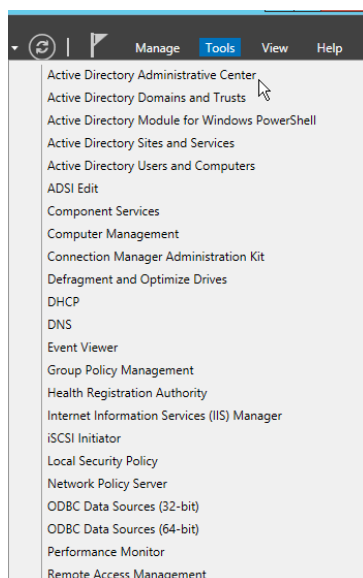 Manage Tools View Help
Active Directory Administrative Center
Active Directory Domains and Trusts
Active Directory Module for Windows PowerShell
Active Directory Sites and Services
Active Directory Users and Computers
ADSI Edit
Component Services
Computer Management
Connection Manager Administration Kit
Defragment and Optimize Drives
DHCP
DNS
Event Viewer
Group Policy Management
Health Registration Authority
Internet Information Services (IIS) Manager
iSCSI Initiator
Local Security Policy
Network Policy Server
ODBC Data Sources (32-bit)
ODBC Data Sources (64-bit)
Performance Monitor
Remote Access Management